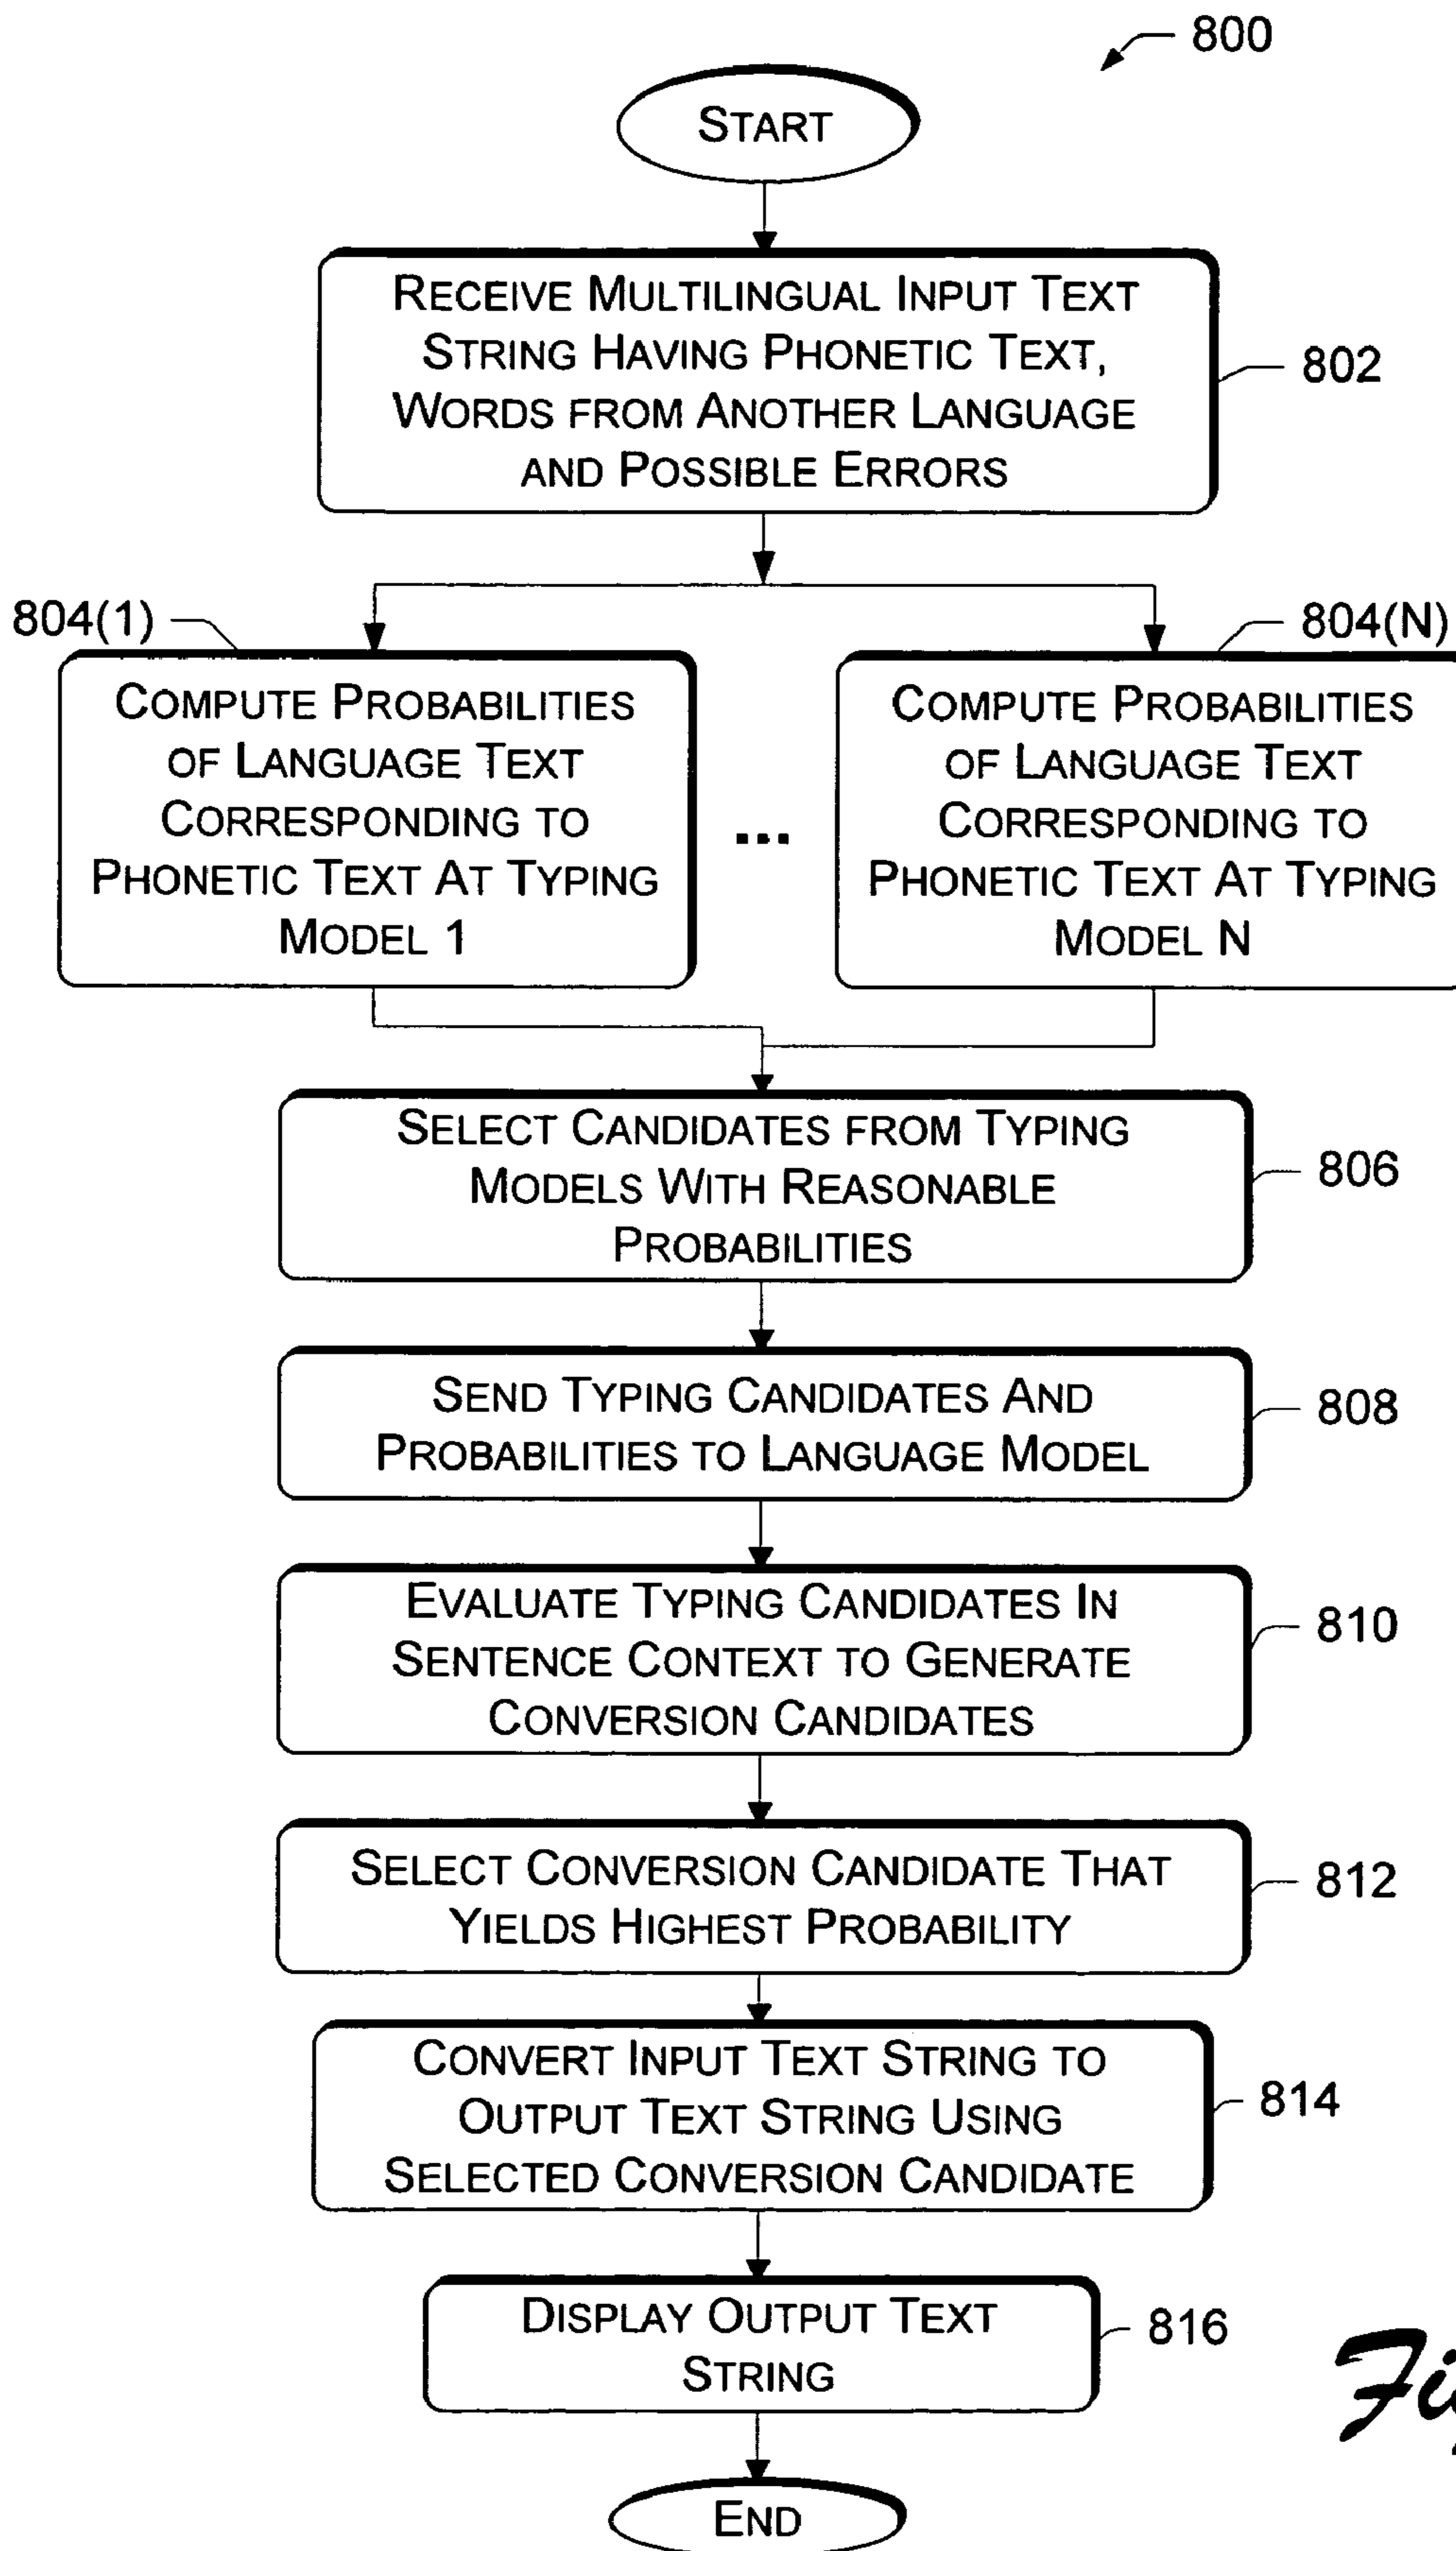 800
START
RECEIVE MULTILINGUAL INPUT TEXT
STRING HAVING PHONETIC TEXT,
WORDS FROM ANOTHER LANGUAGE
AND POSSIBLE ERRORS
802
804(1)
COMPUTE PROBABILITIES
OF LANGUAGE TEXT
CORRESPONDING TO
PHONETIC TEXT AT TYPING
MODEL 1
...
804(N)
COMPUTE PROBABILITIES
OF LANGUAGE TEXT
CORRESPONDING TO
PHONETIC TEXT AT TYPING
MODEL N
SELECT CANDIDATES FROM TYPING
MODELS WITH REASONABLE
PROBABILITIES
806
SEND TYPING CANDIDATES AND
PROBABILITIES TO LANGUAGE MODEL
808
EVALUATE TYPING CANDIDATES IN
SENTENCE CONTEXT TO GENERATE
CONVERSION CANDIDATES
810
SELECT CONVERSION CANDIDATE THAT
YIELDS HIGHEST PROBABILITY
812
CONVERT INPUT TEXT STRING TO
OUTPUT TEXT STRING USING
SELECTED CONVERSION CANDIDATE
814
DISPLAY OUTPUT TEXT
STRING
816
END